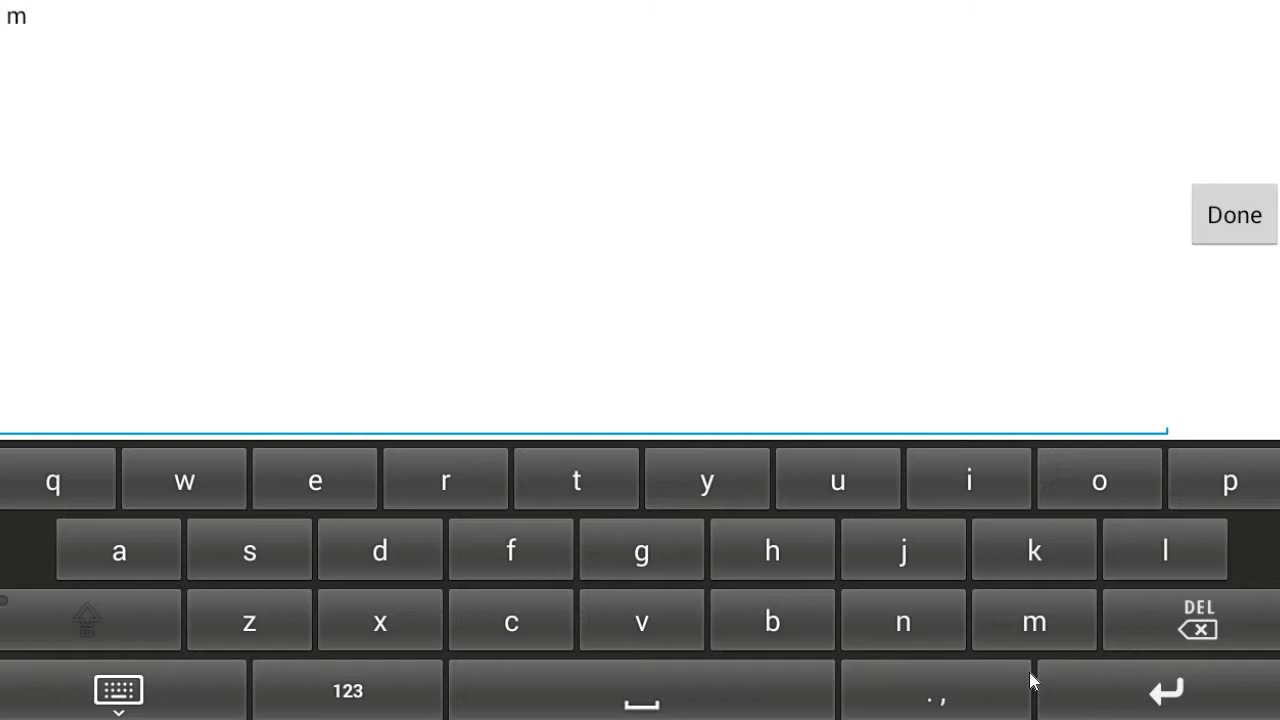 m
Done
q w e r t y u i o p
a s d f g h j k l
z x c v b n m DEL
123 . ,